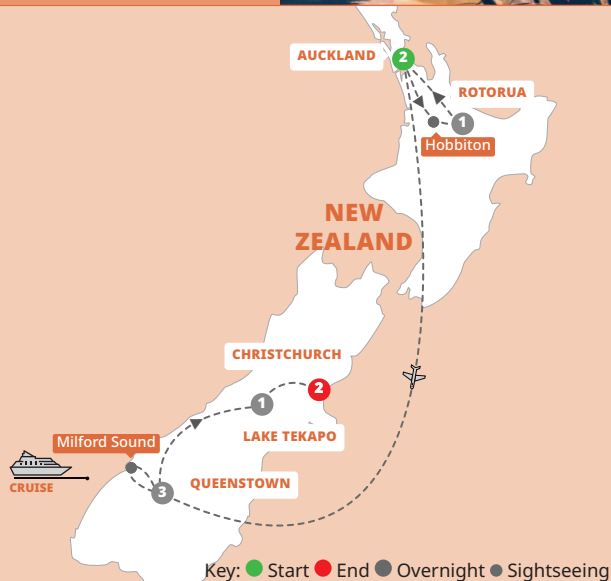 AUCKLAND
2
ROTORUA
1
Hobbiton
NEW
ZEALAND
CHRISTCHURCH
2
1
LAKE TEKAPO
Milford Sound
CRUISE
3
QUEENSTOWN
Key: Start End Overnight Sightseeing